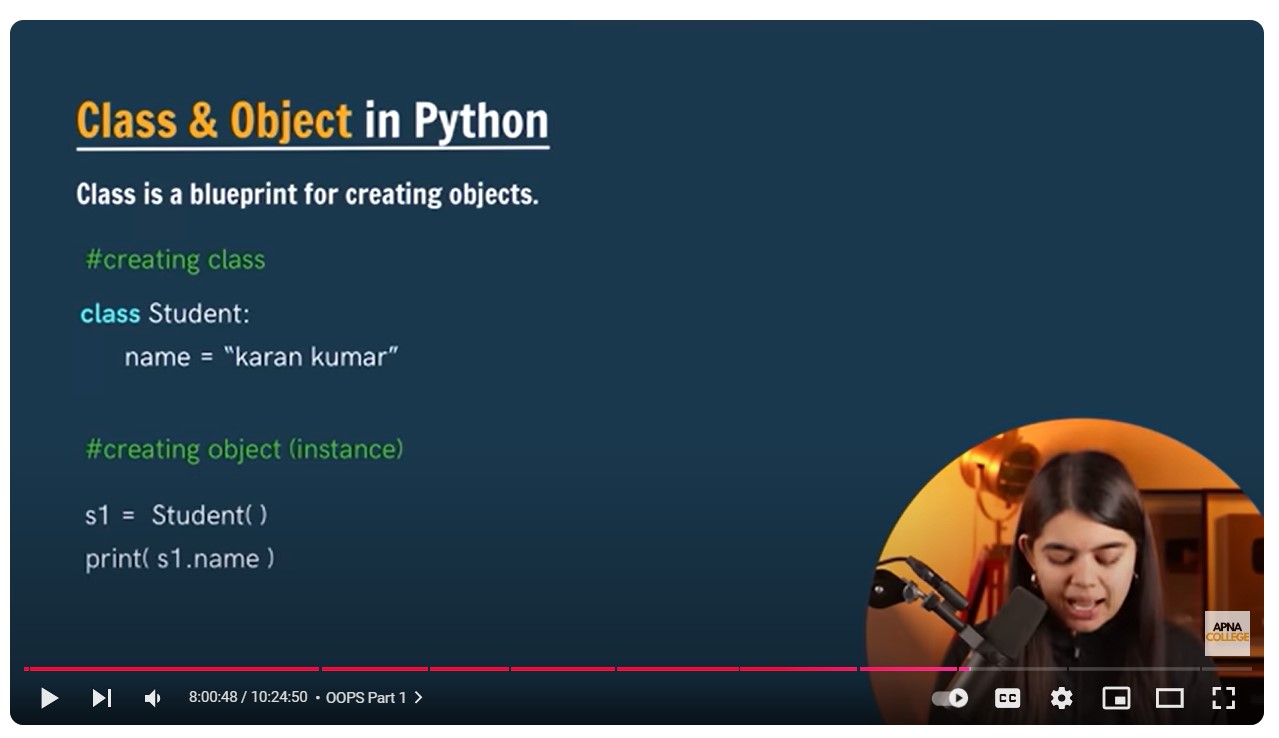 Class & Object in Python
Class is a blueprint for creating objects.
#creating class
class Student:
name = “karan kumar”
#creating object (instance)
s1 = Student( )
print( s1.name )
APNA
COLLEGE
8:00:48 / 10:24:50 • OOPS Part 1 >
CC